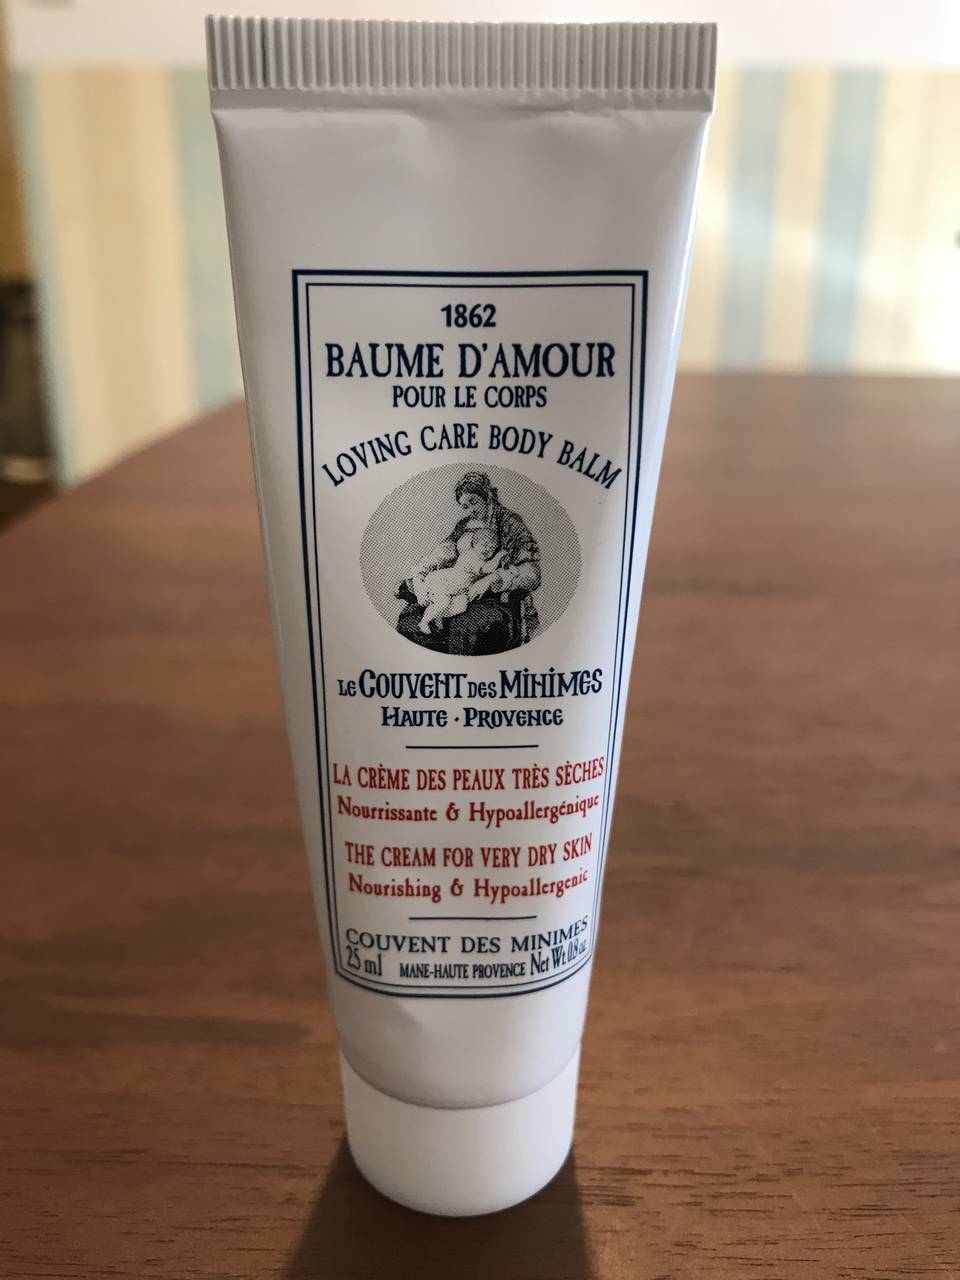 1862
BAUME D'AMOUR
POUR LE CORPS
LOVING CARE BODY BALM
LE COUVENT DES MINIMES
HAUTE · PROVENCE
LA CRÈME DES PEAUX TRÈS SÈCHES
Nourrissante & Hypoallergénique
THE CREAM FOR VERY DRY SKIN
Nourishing & Hypoallergenic
COUVENT DES MINIMES
25 ml MANE-HAUTE PROVENCE Net Wt. 0.8 oz.